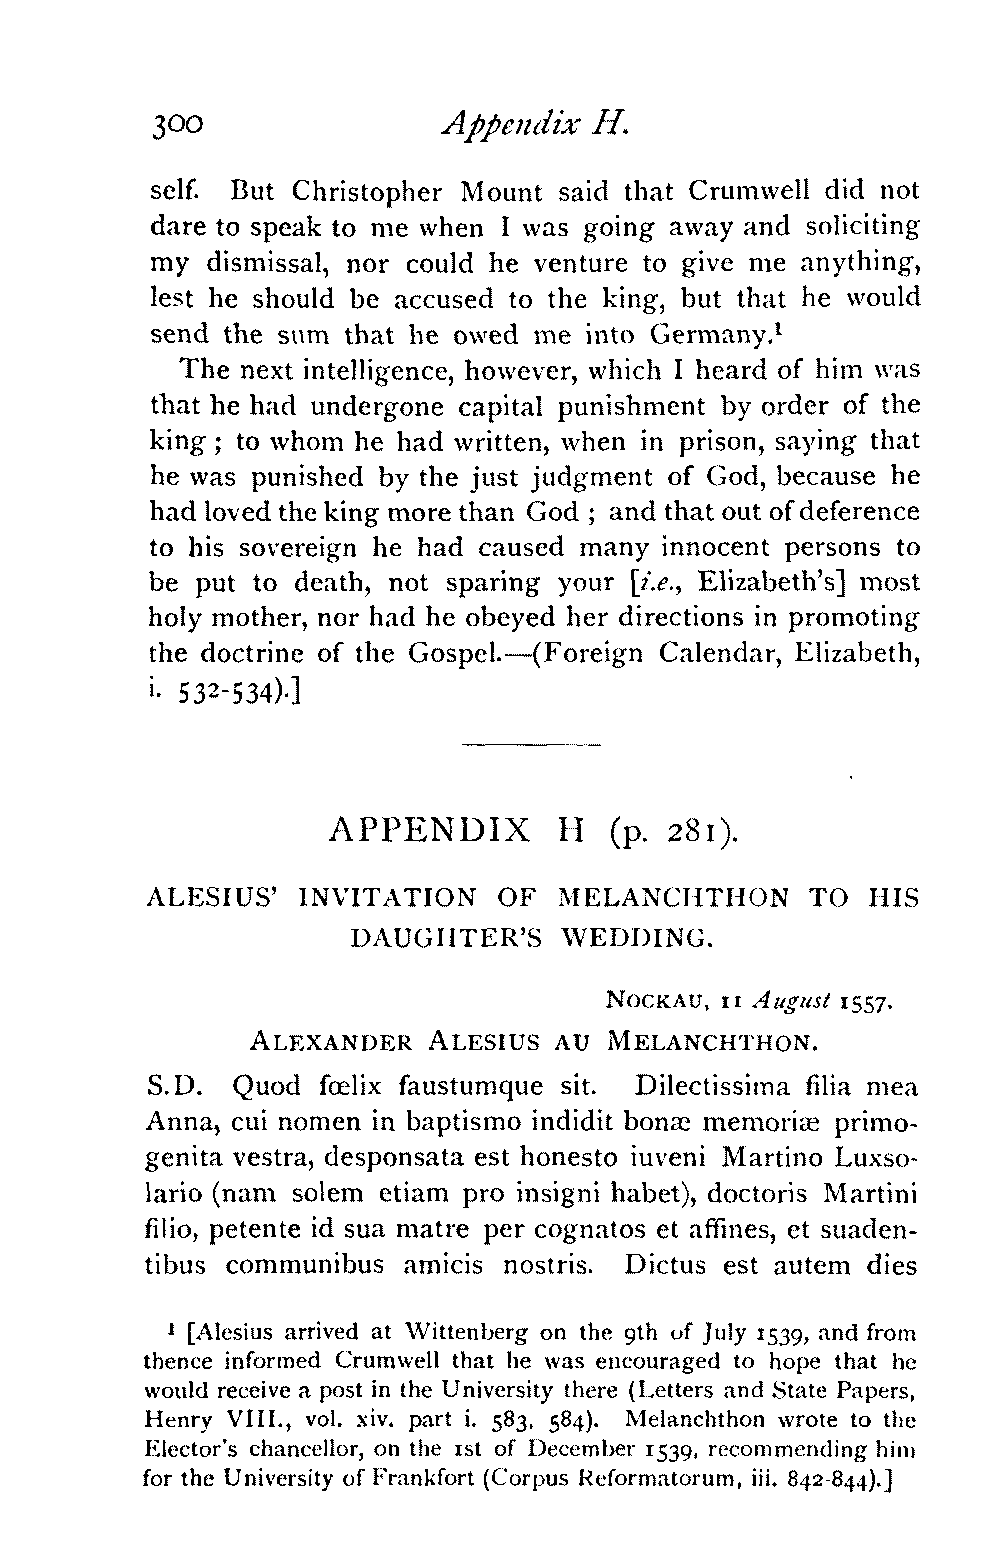 300 Appendix H.
self. But Christopher Mount said that Crumwell did not
dare to speak to me when I was going away and soliciting
my dismissal, nor could he venture to give me anything,
lest he should be accused to the king, but that he would
send the sum that he owed me into Germany.¹
The next intelligence, however, which I heard of him was
that he had undergone capital punishment by order of the
king ; to whom he had written, when in prison, saying that
he was punished by the just judgment of God, because he
had loved the king more than God ; and that out of deference
to his sovereign he had caused many innocent persons to
be put to death, not sparing your [i.e., Elizabeth's] most
holy mother, nor had he obeyed her directions in promoting
the doctrine of the Gospel.—(Foreign Calendar, Elizabeth,
i. 532-534).]
APPENDIX H (p. 281).
ALESIUS' INVITATION OF MELANCHTHON TO HIS
DAUGHTER'S WEDDING.
NOCKAU, 11 August 1557.
ALEXANDER ALESIUS AU MELANCHTHON.
S.D. Quod fœlix faustumque sit. Dilectissima filia mea
Anna, cui nomen in baptismo indidit bonæ memoriæ primo-
genita vestra, desponsata est honesto iuveni Martino Luxso-
lario (nam solem etiam pro insigni habet), doctoris Martini
filio, petente id sua matre per cognatos et affines, et suaden-
tibus communibus amicis nostris. Dictus est autem dies
¹ [Alesius arrived at Wittenberg on the 9th of July 1539, and from
thence informed Crumwell that he was encouraged to hope that he
would receive a post in the University there (Letters and State Papers,
Henry VIII., vol. xiv. part i. 583, 584). Melanchthon wrote to the
Elector's chancellor, on the 1st of December 1539, recommending him
for the University of Frankfort (Corpus Reformatorum, iii. 842-844).]